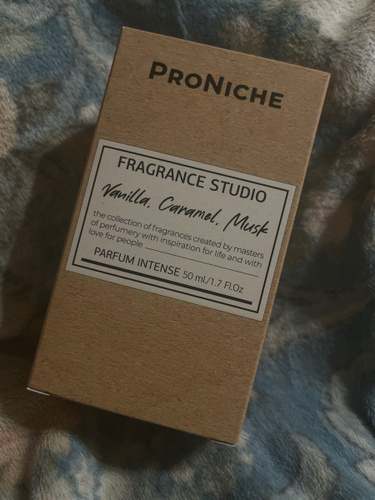 PRONICHE
FRAGRANCE STUDIO
Vanilla, Caramel, Musk
the collection of fragrances created by masters
of perfumery with inspiration for life and with
love for people
PARFUM INTENSE 50 ml/1.7 Fl.Oz